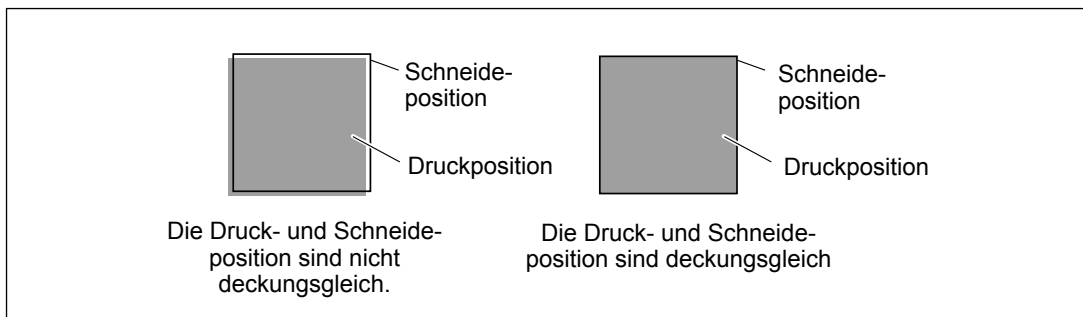 Schneide-
position
Druckposition
Die Druck- und Schneide-
position sind nicht
deckungsgleich.
Schneide-
position
Druckposition
Die Druck- und Schneide-
position sind deckungsgleich